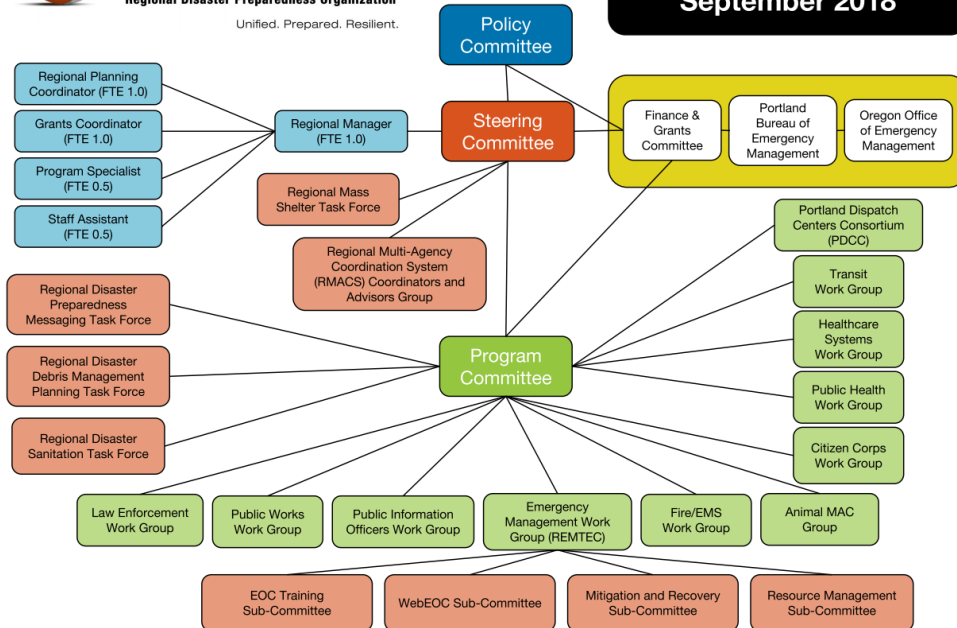 Regional Disaster Preparedness Organization
Unified. Prepared. Resilient.
September 2018
Policy
Committee
Regional Planning
Coordinator (FTE 1.0)
Grants Coordinator
(FTE 1.0)
Program Specialist
(FTE 0.5)
Staff Assistant
(FTE 0.5)
Regional Manager
(FTE 1.0)
Steering
Committee
Finance &
Grants
Committee
Portland
Bureau of
Emergency
Management
Oregon Office
of Emergency
Management
Regional Mass
Shelter Task Force
Regional Multi-Agency
Coordination System
(RMACS) Coordinators and
Advisors Group
Portland Dispatch
Centers Consortium
(PDCC)
Transit
Work Group
Healthcare
Systems
Work Group
Public Health
Work Group
Citizen Corps
Work Group
Regional Disaster
Preparedness
Messaging Task Force
Regional Disaster
Debris Management
Planning Task Force
Regional Disaster
Sanitation Task Force
Program
Committee
Law Enforcement
Work Group
Public Works
Work Group
Public Information
Officers Work Group
Emergency
Management Work
Group (REMTEC)
Fire/EMS
Work Group
Animal MAC
Group
EOC Training
Sub-Committee
WebEOC Sub-Committee
Mitigation and Recovery
Sub-Committee
Resource Management
Sub-Committee